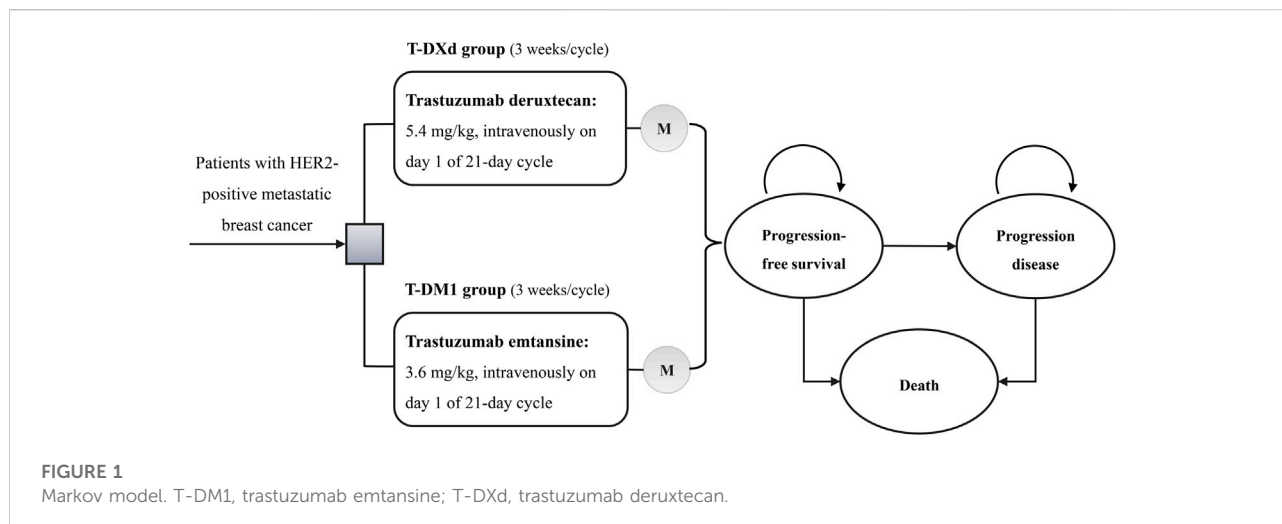 T-DXd group (3 weeks/cycle)
Trastuzumab deruxtecan:
5.4 mg/kg, intravenously on
day 1 of 21-day cycle
M
Patients with HER2-
positive metastatic
breast cancer
T-DM1 group (3 weeks/cycle)
Trastuzumab emtansine:
3.6 mg/kg, intravenously on
day 1 of 21-day cycle
M
Progression-
free survival
Progression
disease
Death
FIGURE 1
Markov model. T-DM1, trastuzumab emtansine; T-DXd, trastuzumab deruxtecan.